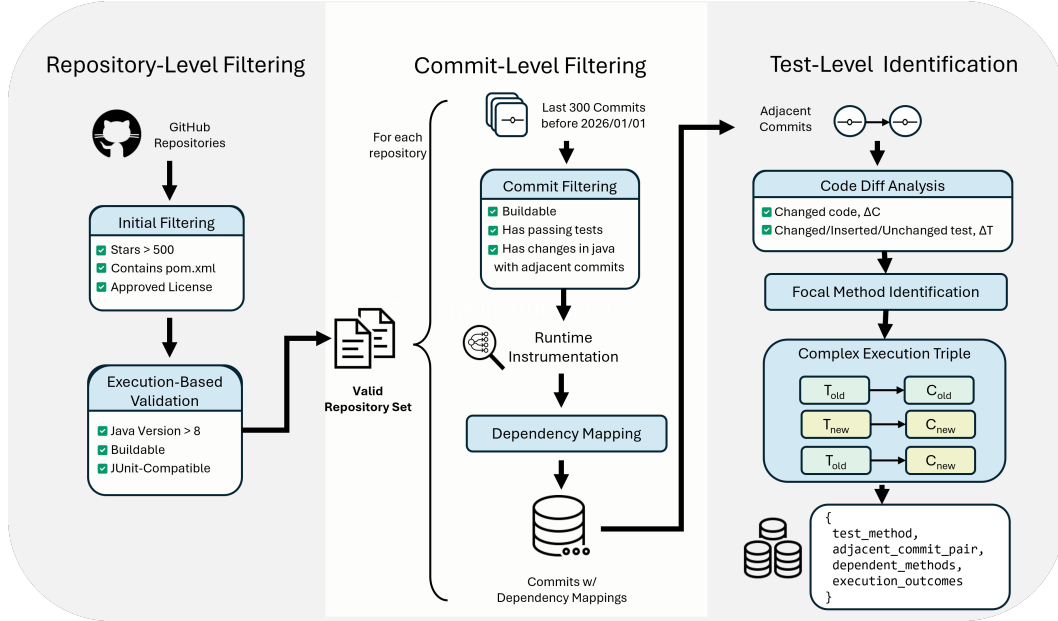 Repository-Level Filtering
GitHub
Repositories
Initial Filtering
Stars > 500
Contains pom.xml
Approved License
Execution-Based
Validation
Java Version > 8
Buildable
JUnit-Compatible
Valid
Repository Set
Commit-Level Filtering
For each
repository
Last 300 Commits
before 2026/01/01
Commit Filtering
Buildable
Has passing tests
Has changes in java
with adjacent commits
Runtime
Instrumentation
Dependency Mapping
Commits w/
Dependency Mappings
Test-Level Identification
Adjacent
Commits
Code Diff Analysis
Changed code, ΔC
Changed/Inserted/Unchanged test, ΔT
Focal Method Identification
Complex Execution Triple
Told Cold
Tnew Cnew
Told Cnew
{
test_method,
adjacent_commit_pair,
dependent_methods,
execution_outcomes
}